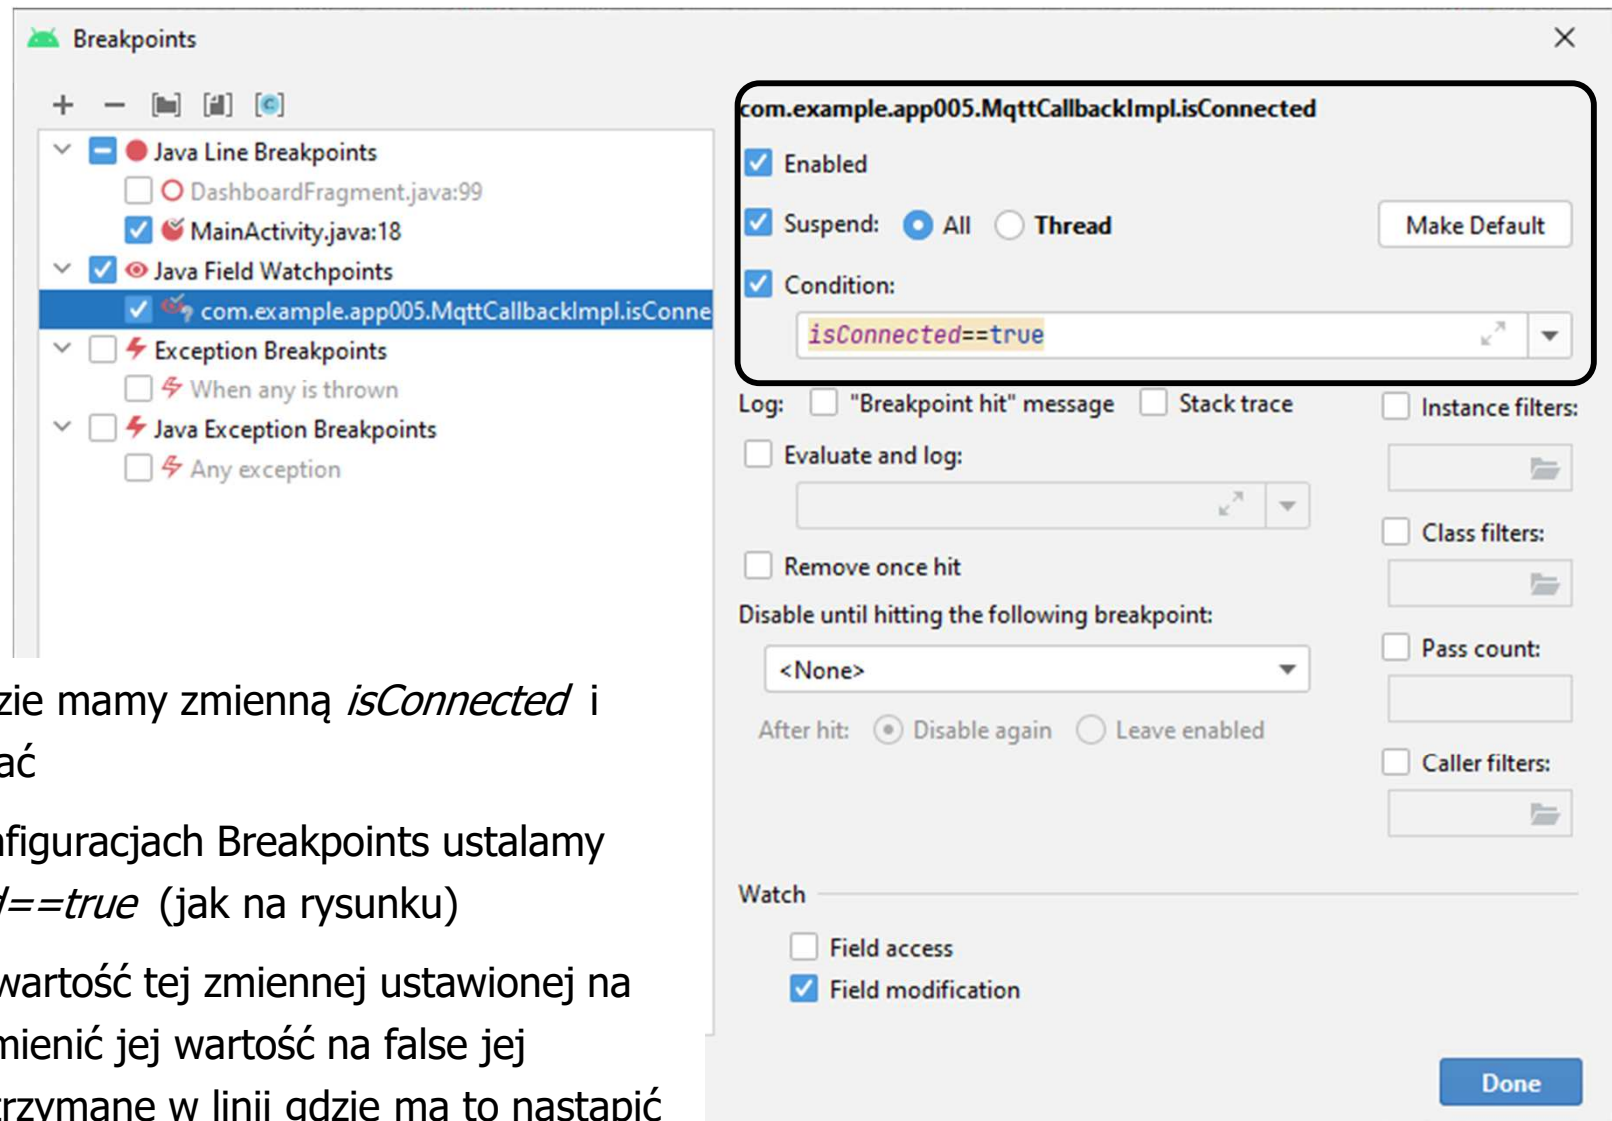 Breakpoints
Java Line Breakpoints
DashboardFragment.java:99
MainActivity.java:18
Java Field Watchpoints
com.example.app005.MqttCallbackImpl.isConne
Exception Breakpoints
When any is thrown
Java Exception Breakpoints
Any exception
com.example.app005.MqttCallbackImpl.isConnected
Enabled
Suspend: All Thread Make Default
Condition:
isConnected==true
Log: "Breakpoint hit" message Stack trace Instance filters:
Evaluate and log:
Class filters:
Remove once hit
Disable until hitting the following breakpoint:
Pass count:
<None>
After hit: Disable again Leave enabled
Caller filters:
Watch
Field access
Field modification
Done
zie mamy zmienną isConnected i
ać
nfiguracjach Breakpoints ustalamy
d==true (jak na rysunku)
wartość tej zmiennej ustawionej na
mienić jej wartość na false jej
trzymane w linii gdzie ma to nastąpić